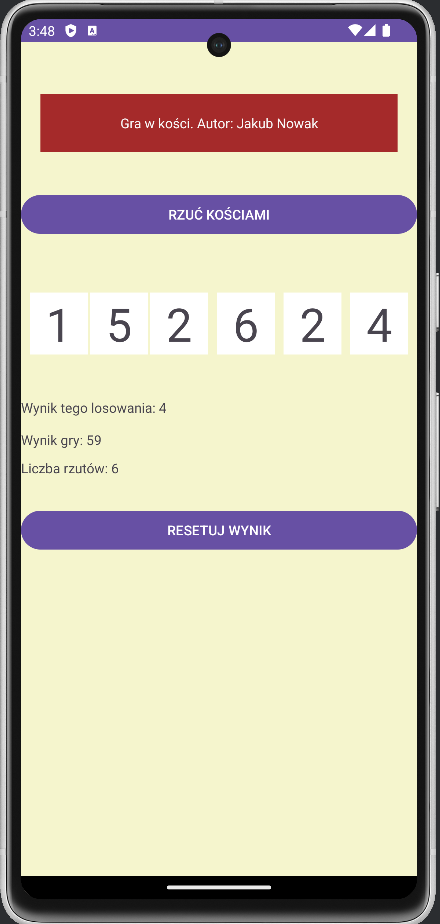 3:48 A
Gra w kości. Autor: Jakub Nowak
RZUĆ KOŚCIAMI
1 5 2 6 2 4
Wynik tego losowania: 4
Wynik gry: 59
Liczba rzutów: 6
RESETUJ WYNIK